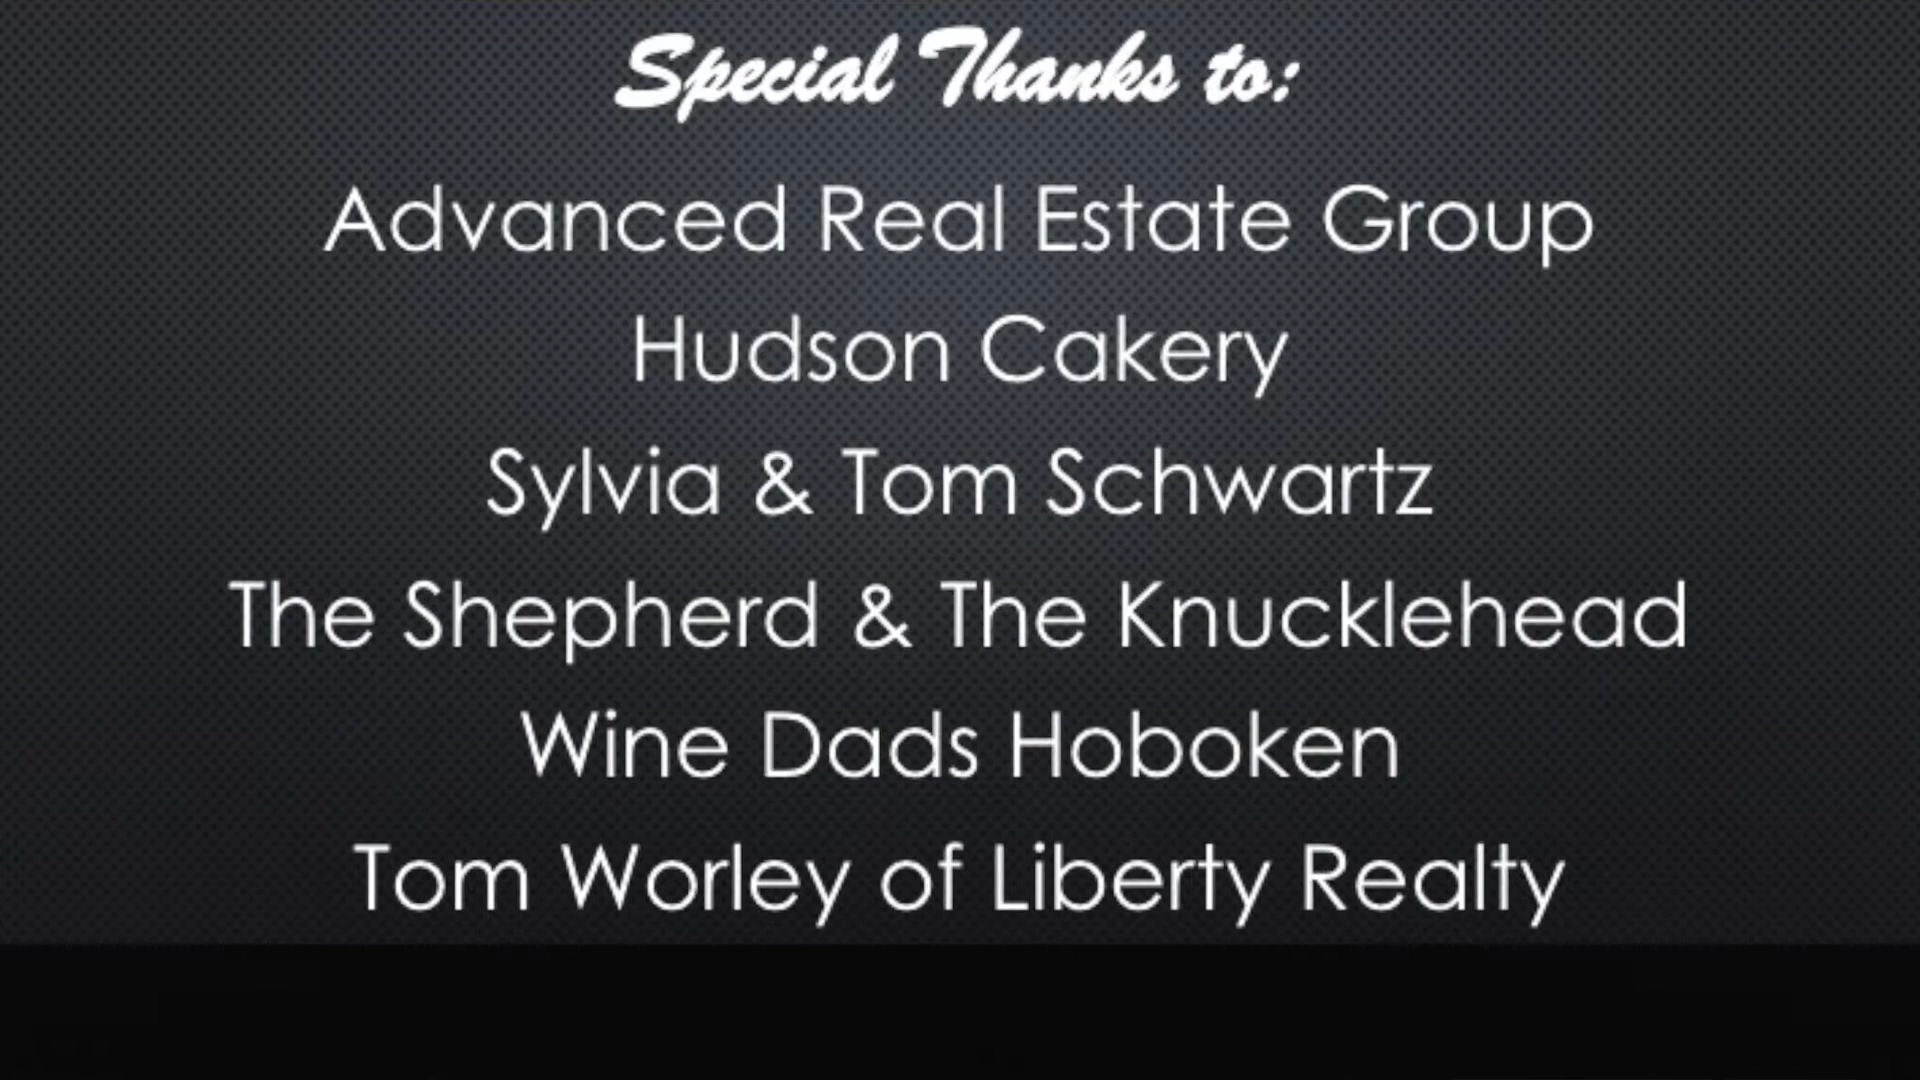 Special Thanks to:
Advanced Real Estate Group
Hudson Cakery
Sylvia & Tom Schwartz
The Shepherd & The Knucklehead
Wine Dads Hoboken
Tom Worley of Liberty Realty